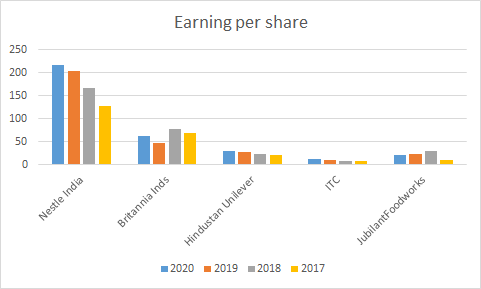 Earning per share
250
200
150
100
50
0
Nestle India
Britannia Inds
Hindustan Unilever
ITC
JubilantFoodworks
2020 2019 2018 2017